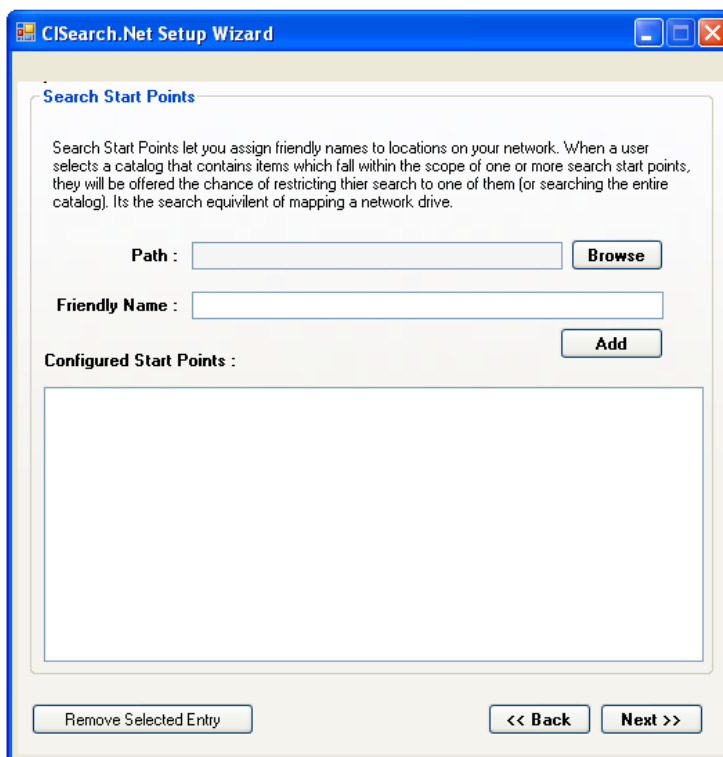 CISearch.Net Setup Wizard
Search Start Points
Search Start Points let you assign friendly names to locations on your network. When a user
selects a catalog that contains items which fall within the scope of one or more search start points,
they will be offered the chance of restricting thier search to one of them (or searching the entire
catalog). Its the search equivilent of mapping a network drive.
Path :
Browse
Friendly Name :
Add
Configured Start Points :
Remove Selected Entry
<< Back
Next >>